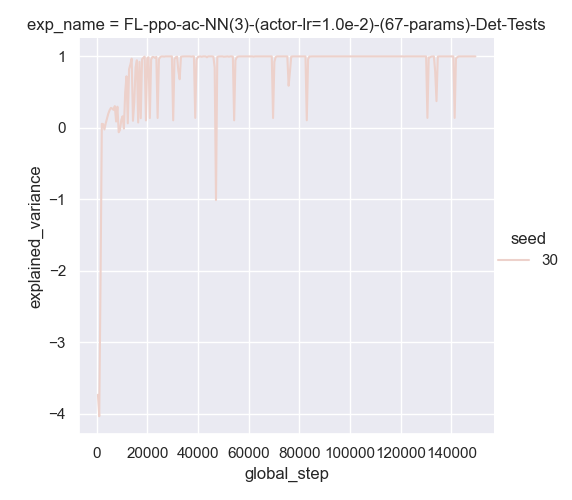 exp_name = FL-ppo-ac-NN(3)-(actor-lr=1.0e-2)-(67-params)-Det-Tests
1
0
−1
−2
−3
−4
explained_variance
seed
30
0 20000 40000 60000 80000 100000 120000 140000
global_step